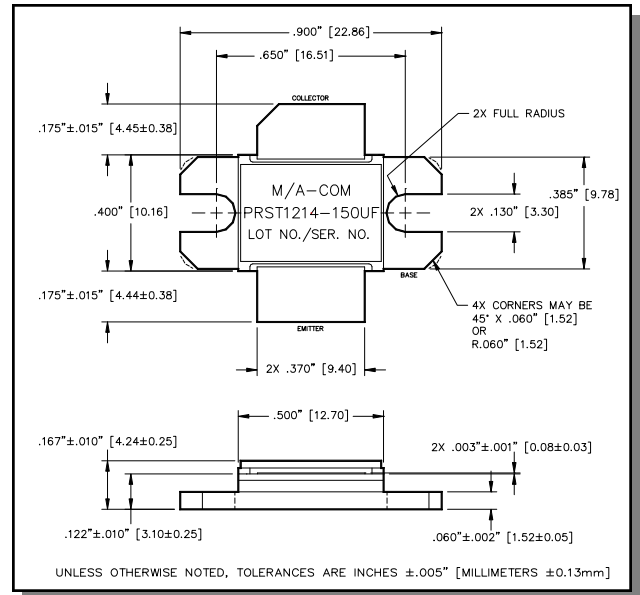 .900" [22.86]
.650" [16.51]
COLLECTOR
.175"±.015" [4.45±0.38]
2X FULL RADIUS
M/A-COM
PRST1214-150UF
LOT NO./SER. NO.
.400" [10.16]
2X .130" [3.30]
.385" [9.78]
BASE
.175"±.015" [4.44±0.38]
EMITTER
4X CORNERS MAY BE
45° X .060" [1.52]
OR
R.060" [1.52]
2X .370" [9.40]
.500" [12.70]
.167"±.010" [4.24±0.25]
2X .003"±.001" [0.08±0.03]
.122"±.010" [3.10±0.25]
.060"±.002" [1.52±0.05]
UNLESS OTHERWISE NOTED, TOLERANCES ARE INCHES ±.005" [MILLIMETERS ±0.13mm]